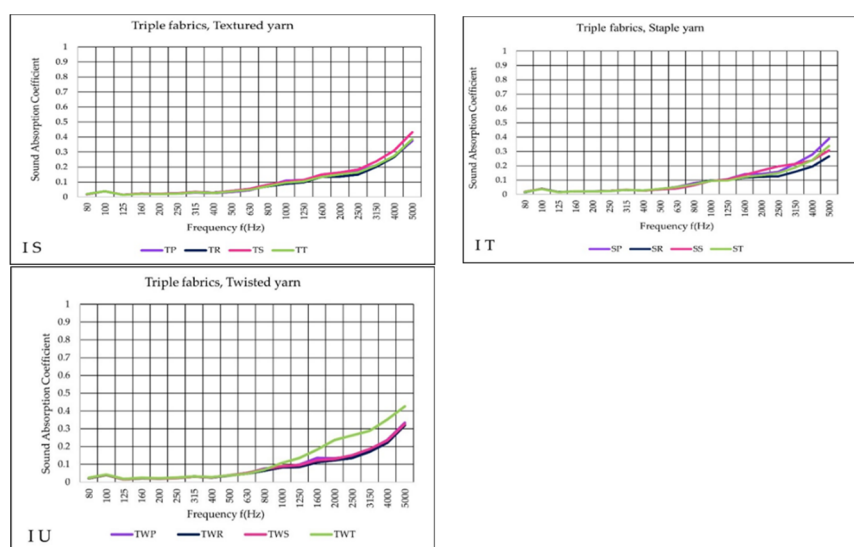 Triple fabrics, Textured yarn
Sound Absorption Coefficient
1
0.9
0.8
0.7
0.6
0.5
0.4
0.3
0.2
0.1
0
80 100 125 160 200 250 315 400 500 630 800 1000 1250 1600 2000 2500 3150 4000 5000
Frequency f(Hz)
I S
TP TR TS TT
Triple fabrics, Staple yarn
Sound Absorption Coefficient
1
0.9
0.8
0.7
0.6
0.5
0.4
0.3
0.2
0.1
0
80 100 125 160 200 250 315 400 500 630 800 1000 1250 1600 2000 2500 3150 4000 5000
Frequency f(Hz)
I T
SP SR SS ST
Triple fabrics, Twisted yarn
Sound Absorption Coefficient
1
0.9
0.8
0.7
0.6
0.5
0.4
0.3
0.2
0.1
0
80 100 125 160 200 250 315 400 500 630 800 1000 1250 1600 2000 2500 3150 4000 5000
Frequency f(Hz)
I U
TWP TWR TWS TWT